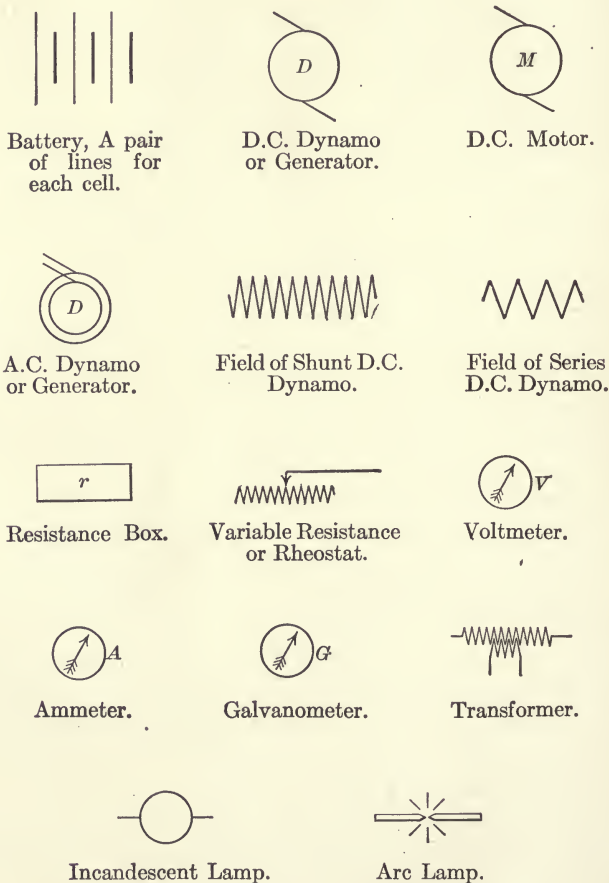 D
M
Battery, A pair
of lines for
each cell.
D.C. Dynamo
or Generator.
D.C. Motor.
D
A.C. Dynamo
or Generator.
Field of Shunt D.C.
Dynamo.
Field of Series
D.C. Dynamo.
r
V
Resistance Box.
Variable Resistance
or Rheostat.
Voltmeter.
A
G
Ammeter.
Galvanometer.
Transformer.
Incandescent Lamp.
Arc Lamp.